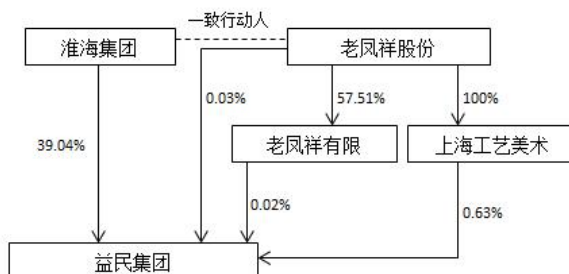 一致行动人
淮海集团
老凤祥股份
0.03%
57.51%
100%
39.04%
老凤祥有限
上海工艺美术
0.02%
0.63%
益民集团